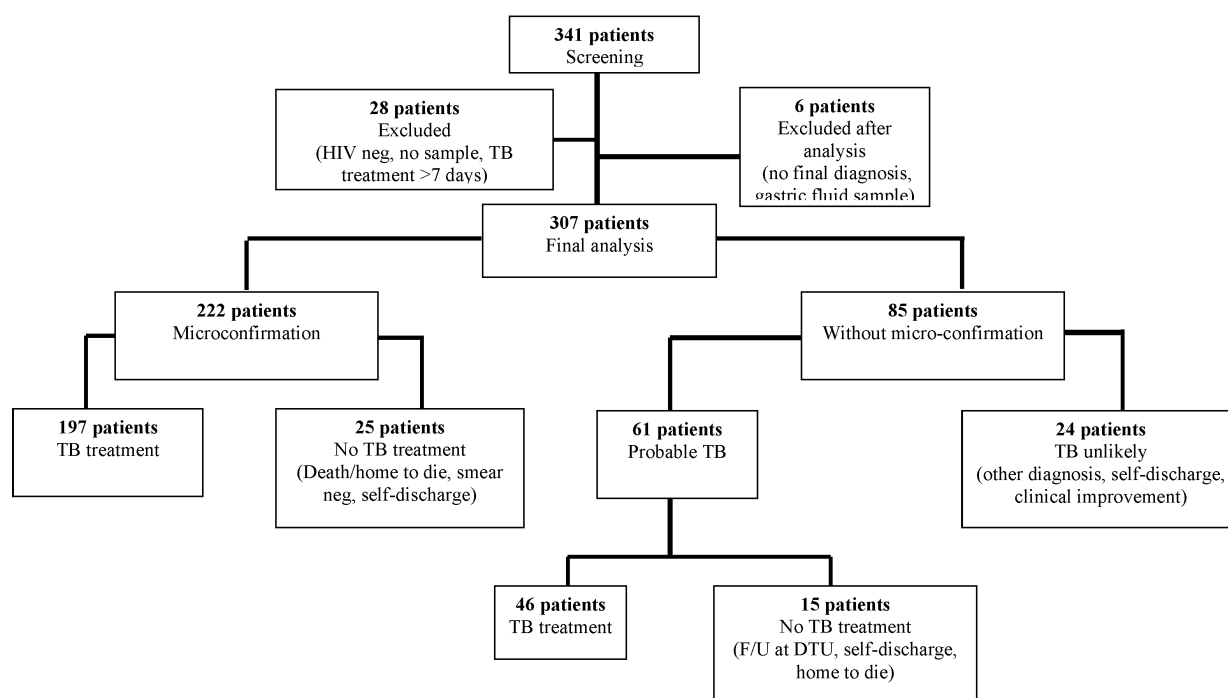 341 patients
Screening
28 patients
Excluded
(HIV neg, no sample, TB
treatment >7 days)
6 patients
Excluded after
analysis
(no final diagnosis,
gastric fluid sample)
307 patients
Final analysis
222 patients
Microconfirmation
85 patients
Without micro-confirmation
197 patients
TB treatment
25 patients
No TB treatment
(Death/home to die, smear
neg, self-discharge)
61 patients
Probable TB
24 patients
TB unlikely
(other diagnosis, self-discharge,
clinical improvement)
46 patients
TB treatment
15 patients
No TB treatment
(F/U at DTU, self-discharge,
home to die)